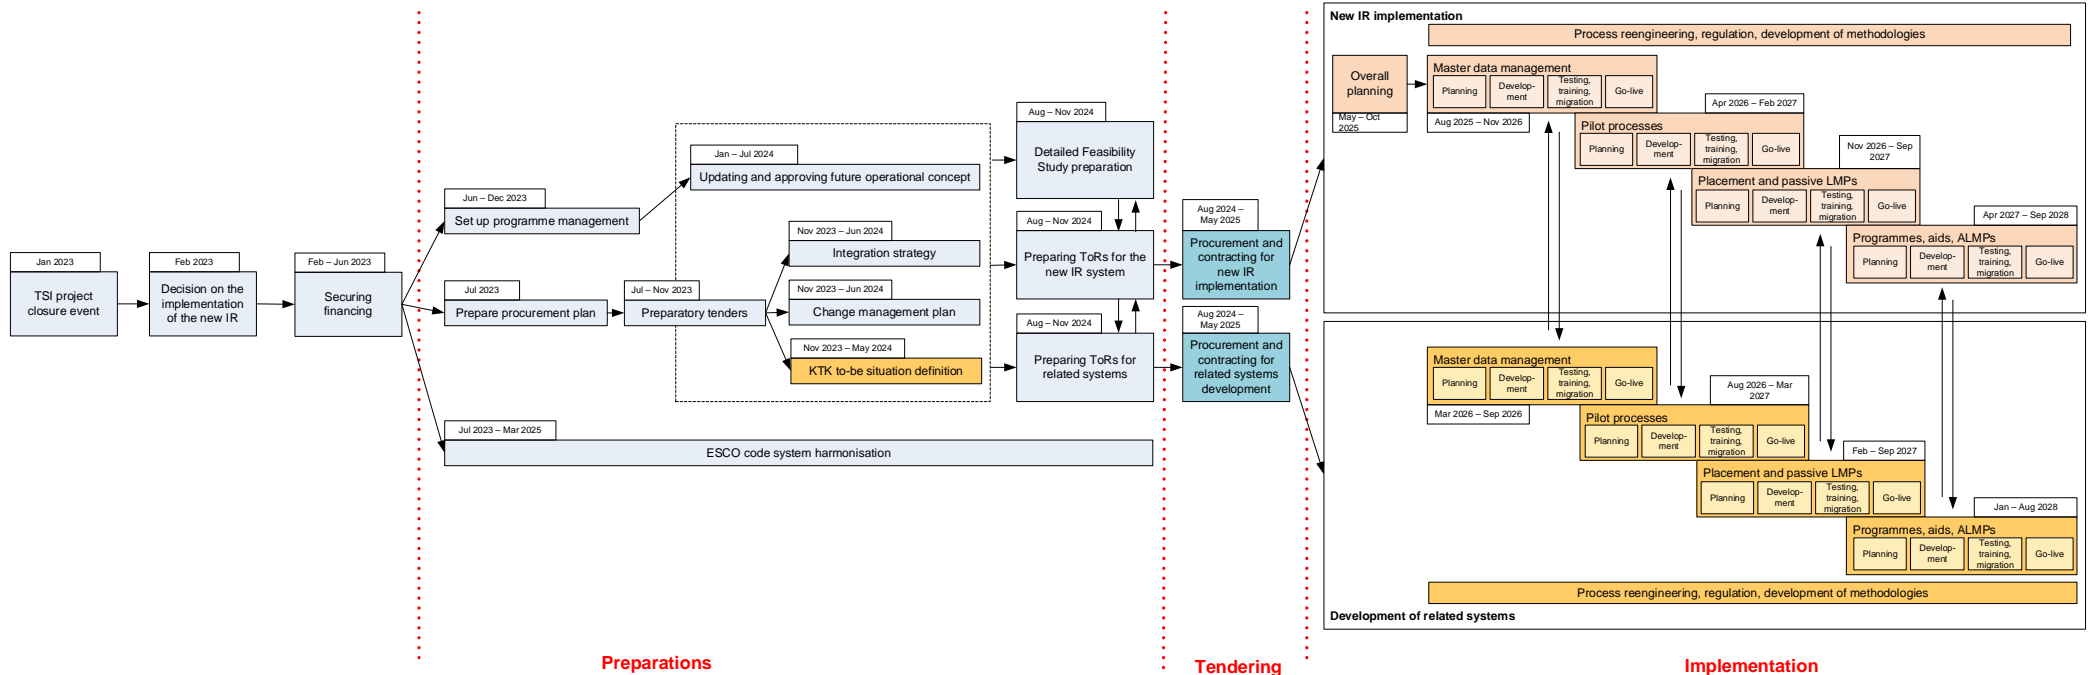 Jan 2023
TSI project
closure event
Feb 2023
Decision on the
implementation
of the new IR
Feb – Jun 2023
Securing
financing
Jun – Dec 2023
Set up programme management
Jul 2023
Prepare procurement plan
Jul – Nov 2023
Preparatory tenders
Jan – Jul 2024
Updating and approving future operational concept
Nov 2023 – Jun 2024
Integration strategy
Nov 2023 – Jun 2024
Change management plan
Nov 2023 – May 2024
KTK to-be situation definition
Jul 2023 – Mar 2025
ESCO code system harmonisation
Aug – Nov 2024
Detailed Feasibility
Study preparation
Aug – Nov 2024
Preparing ToRs for the
new IR system
Aug – Nov 2024
Preparing ToRs for
related systems
Preparations
Aug 2024 –
May 2025
Procurement and
contracting for
new IR
implementation
Aug 2024 –
May 2025
Procurement and
contracting for
related systems
development
Tendering
New IR implementation
Process reengineering, regulation, development of methodologies
Overall
planning
May – Oct
2025
Master data management
Planning
Develop-
ment
Testing,
training,
migration
Go-live
Aug 2025 – Nov 2026
Apr 2026 – Feb 2027
Pilot processes
Planning
Develop-
ment
Testing,
training,
migration
Go-live
Nov 2026 – Sep
2027
Placement and passive LMPs
Planning
Develop-
ment
Testing,
training,
migration
Go-live
Apr 2027 – Sep 2028
Programmes, aids, ALMPs
Planning
Develop-
ment
Testing,
training,
migration
Go-live
Master data management
Planning
Develop-
ment
Testing,
training,
migration
Go-live
Mar 2026 – Sep 2026
Aug 2026 – Mar
2027
Pilot processes
Planning
Develop-
ment
Testing,
training,
migration
Go-live
Feb – Sep 2027
Placement and passive LMPs
Planning
Develop-
ment
Testing,
training,
migration
Go-live
Jan – Aug 2028
Programmes, aids, ALMPs
Planning
Develop-
ment
Testing,
training,
migration
Go-live
Process reengineering, regulation, development of methodologies
Development of related systems
Implementation